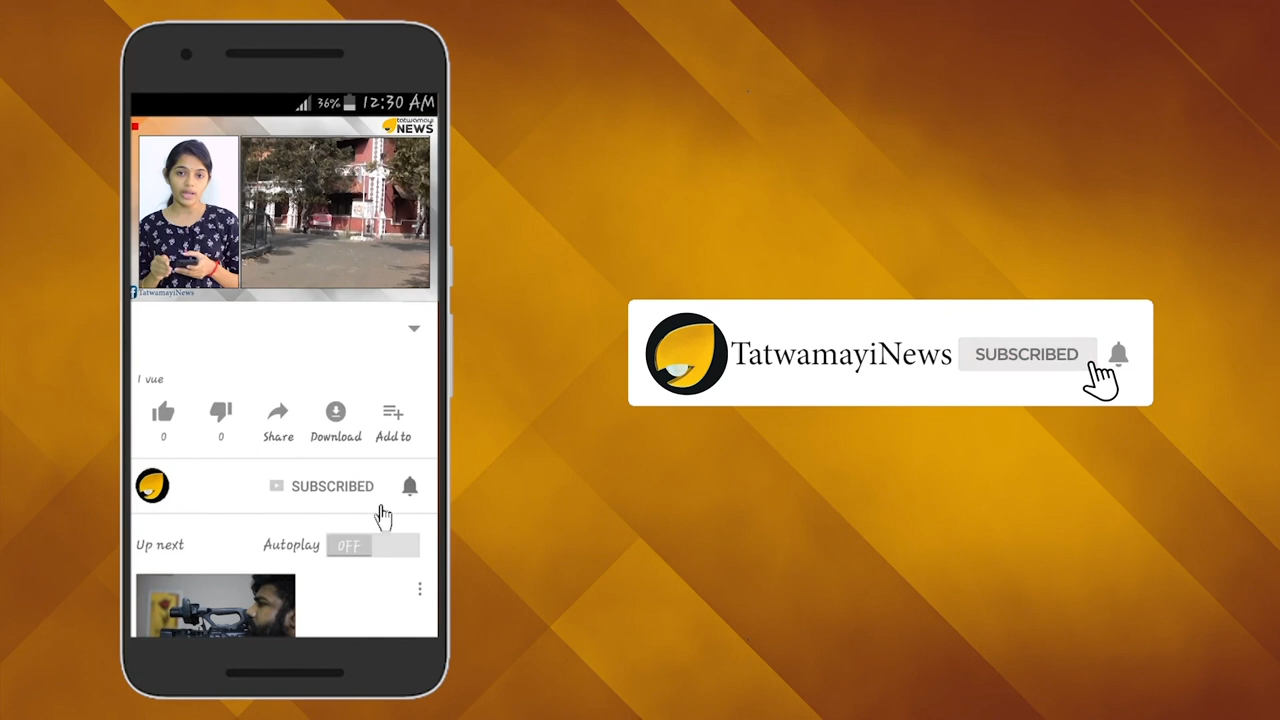 36% 12:30 AM
tatwamayi
NEWS
TatwamayiNews
1 vue
0 0 Share Download Add to
SUBSCRIBED
Up next Autoplay OFF
TatwamayiNews SUBSCRIBED